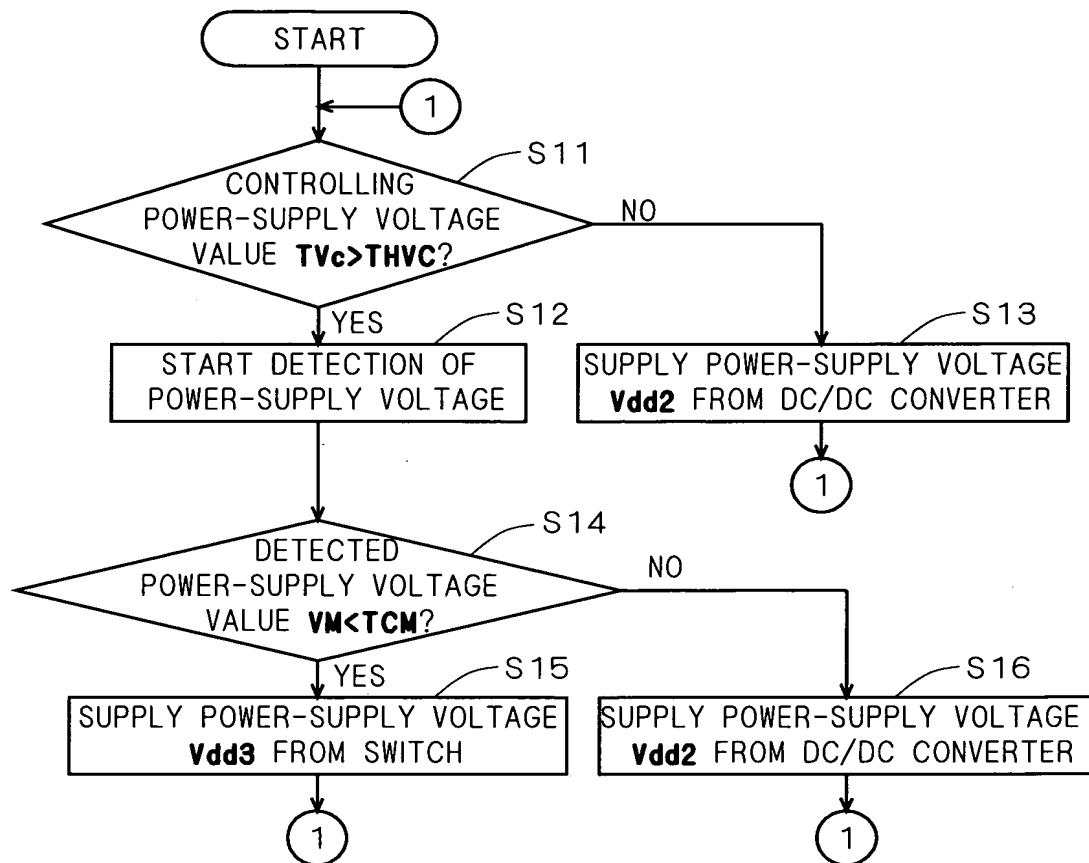 START
1
S11
CONTROLLING
POWER-SUPPLY VOLTAGE
VALUE TVc>THVC?
NO
YES
S12
START DETECTION OF
POWER-SUPPLY VOLTAGE
S13
SUPPLY POWER-SUPPLY VOLTAGE
Vdd2 FROM DC/DC CONVERTER
1
S14
DETECTED
POWER-SUPPLY VOLTAGE
VALUE VM<TCM?
NO
YES
S15
SUPPLY POWER-SUPPLY VOLTAGE
Vdd3 FROM SWITCH
1
S16
SUPPLY POWER-SUPPLY VOLTAGE
Vdd2 FROM DC/DC CONVERTER
1